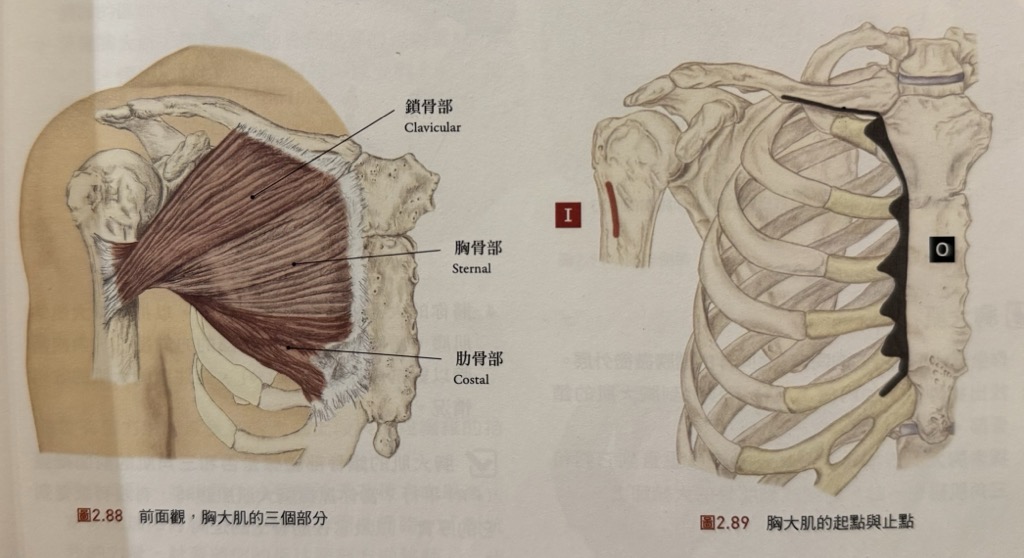 鎖骨部
Clavicular
胸骨部
Sternal
肋骨部
Costal
圖2.88 前面觀，胸大肌的三個部分
I
O
圖2.89 胸大肌的起點與止點